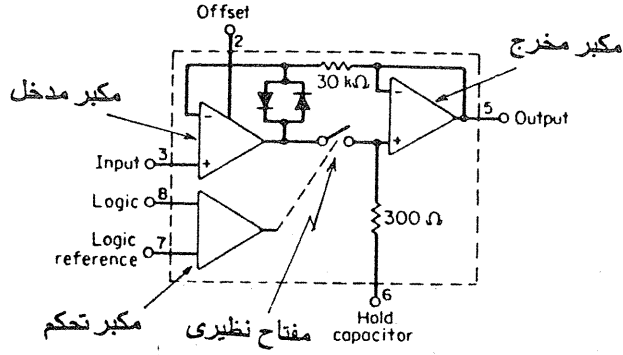 Offset
2
مكبر مخرج
30 kΩ
مكبر مدخل
−
−
5
Output
+
+
Input
3
Logic
8
300 Ω
Logic
reference
7
6
Hold
capacitor
مكبر تحكم
مفتاح نظيرى